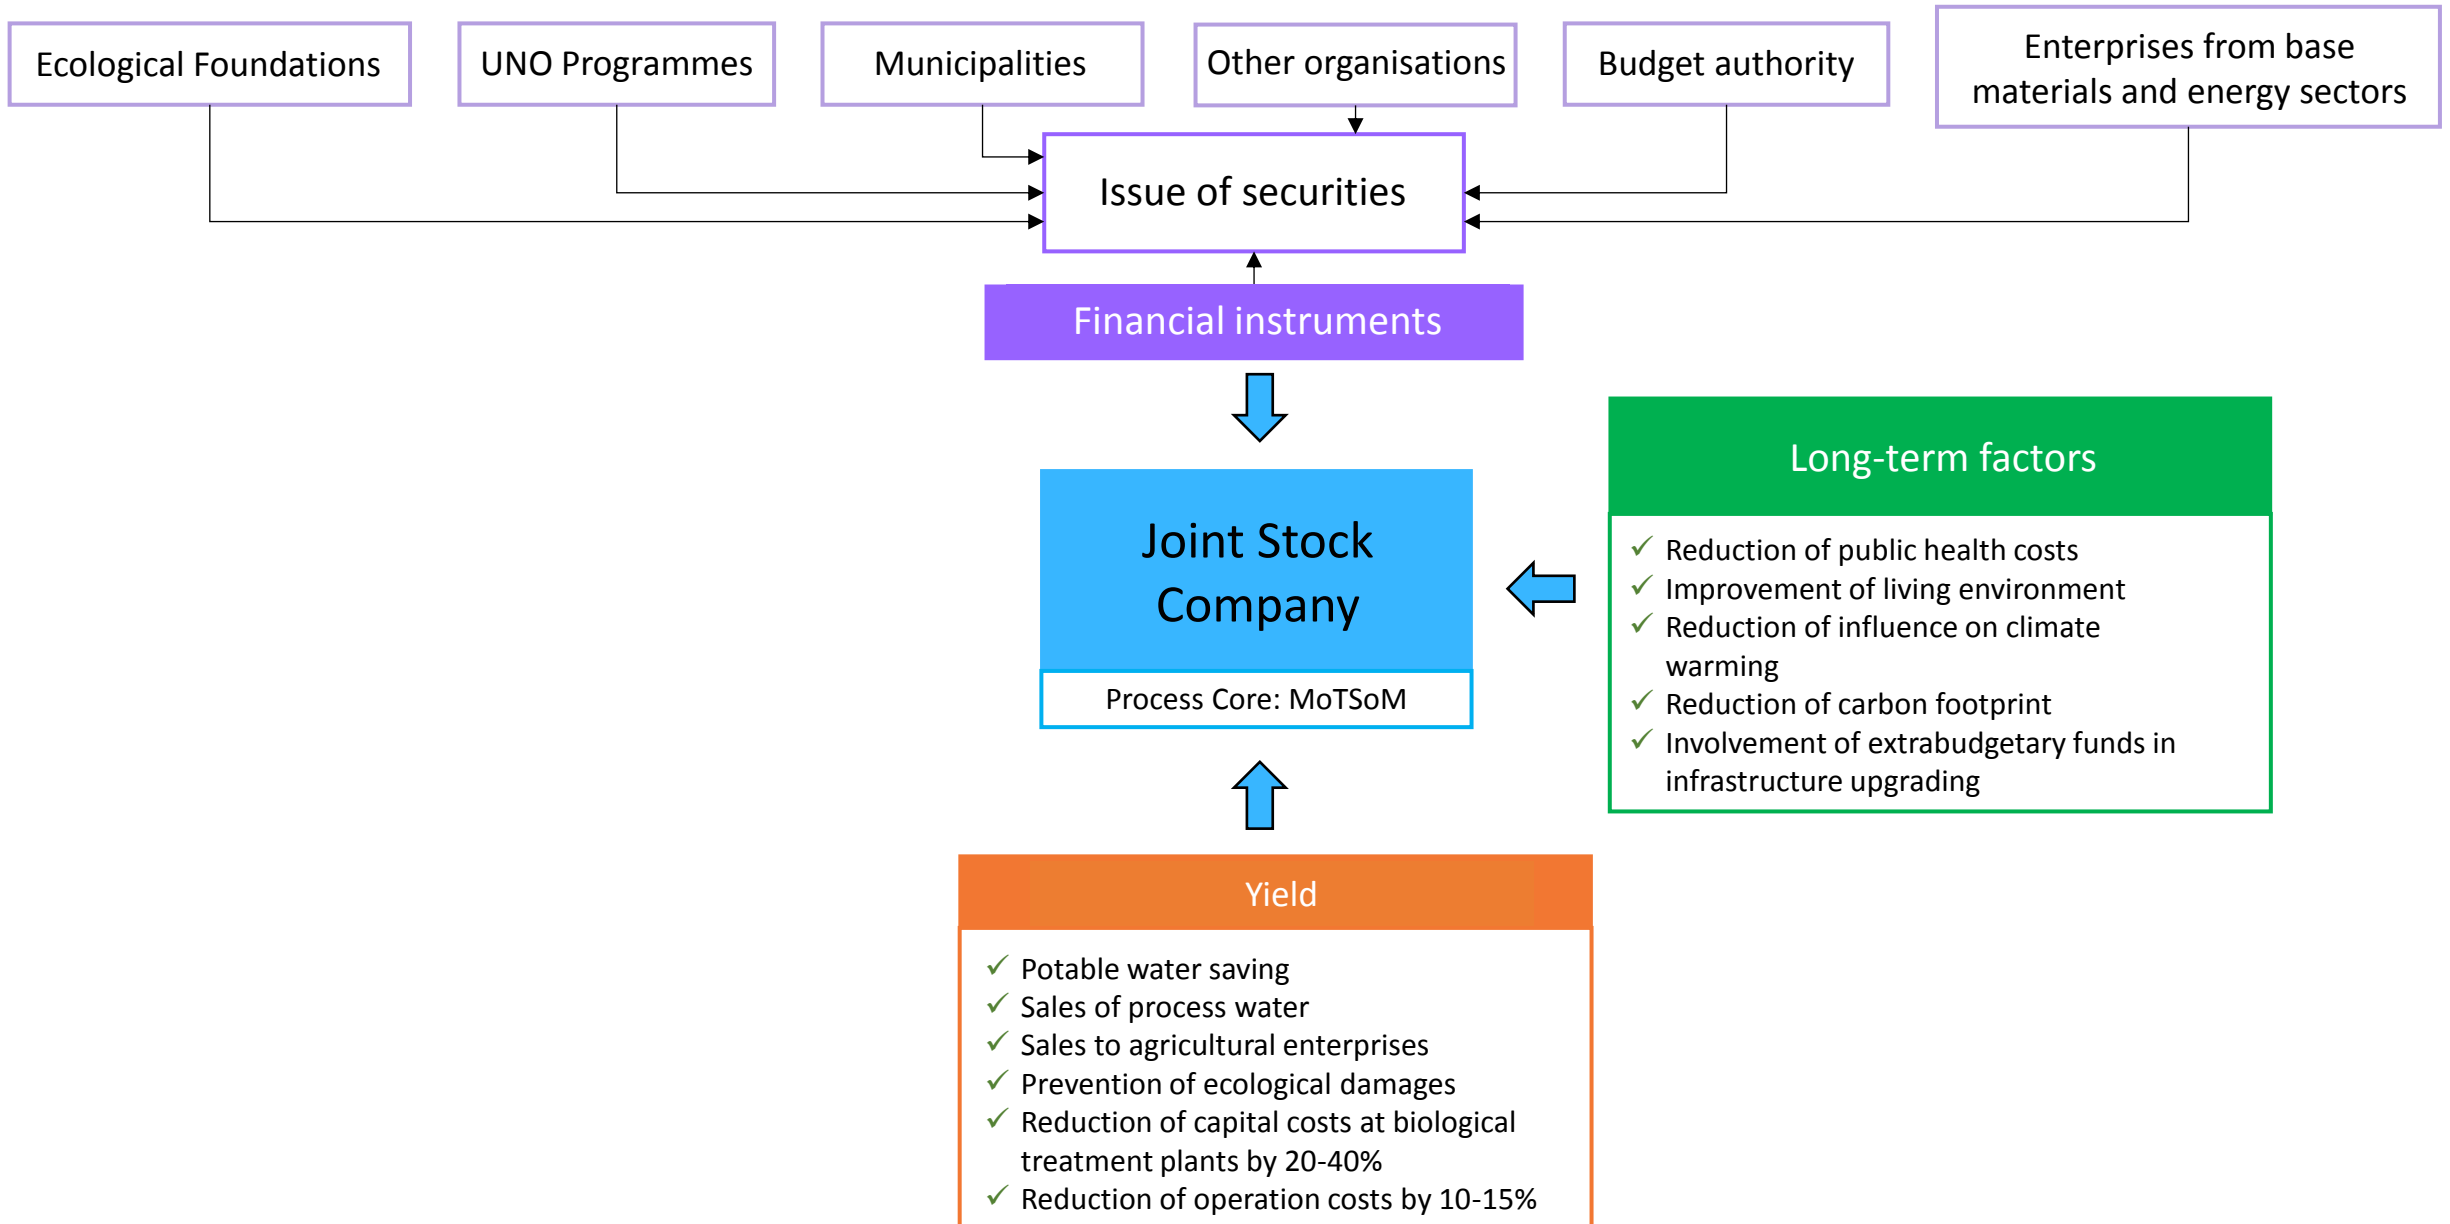 Ecological Foundations
UNO Programmes
Municipalities
Other organisations
Budget authority
Enterprises from base
materials and energy sectors
Issue of securities
Financial instruments
Joint Stock
Company
Process Core: MoTSoM
Long-term factors
Reduction of public health costs
Improvement of living environment
Reduction of influence on climate
warming
Reduction of carbon footprint
Involvement of extrabudgetary funds in
infrastructure upgrading
Yield
Potable water saving
Sales of process water
Sales to agricultural enterprises
Prevention of ecological damages
Reduction of capital costs at biological
treatment plants by 20-40%
Reduction of operation costs by 10-15%